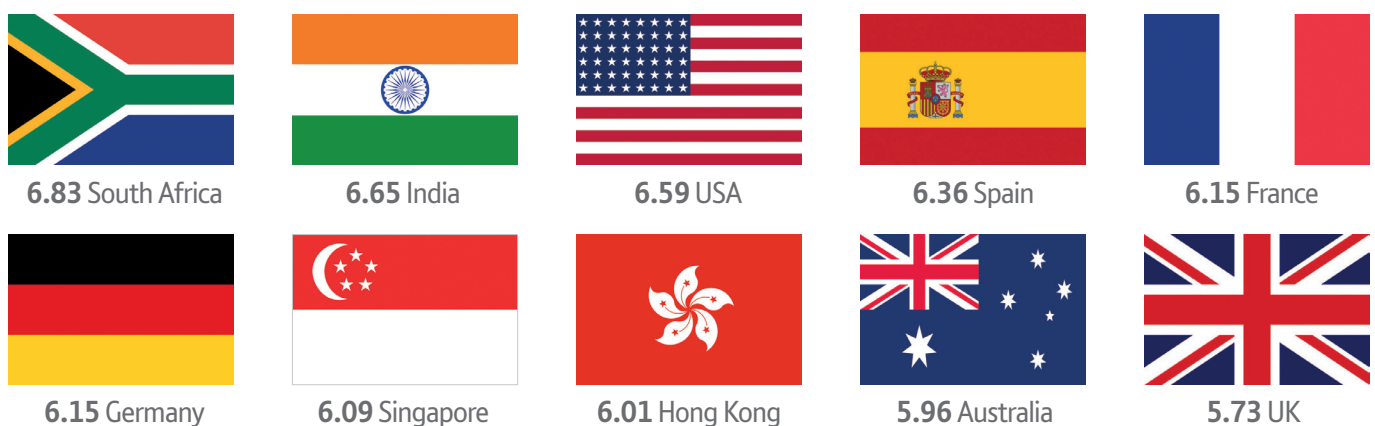 6.83 South Africa
6.65 India
6.59 USA
6.36 Spain
6.15 France
6.15 Germany
6.09 Singapore
6.01 Hong Kong
5.96 Australia
5.73 UK